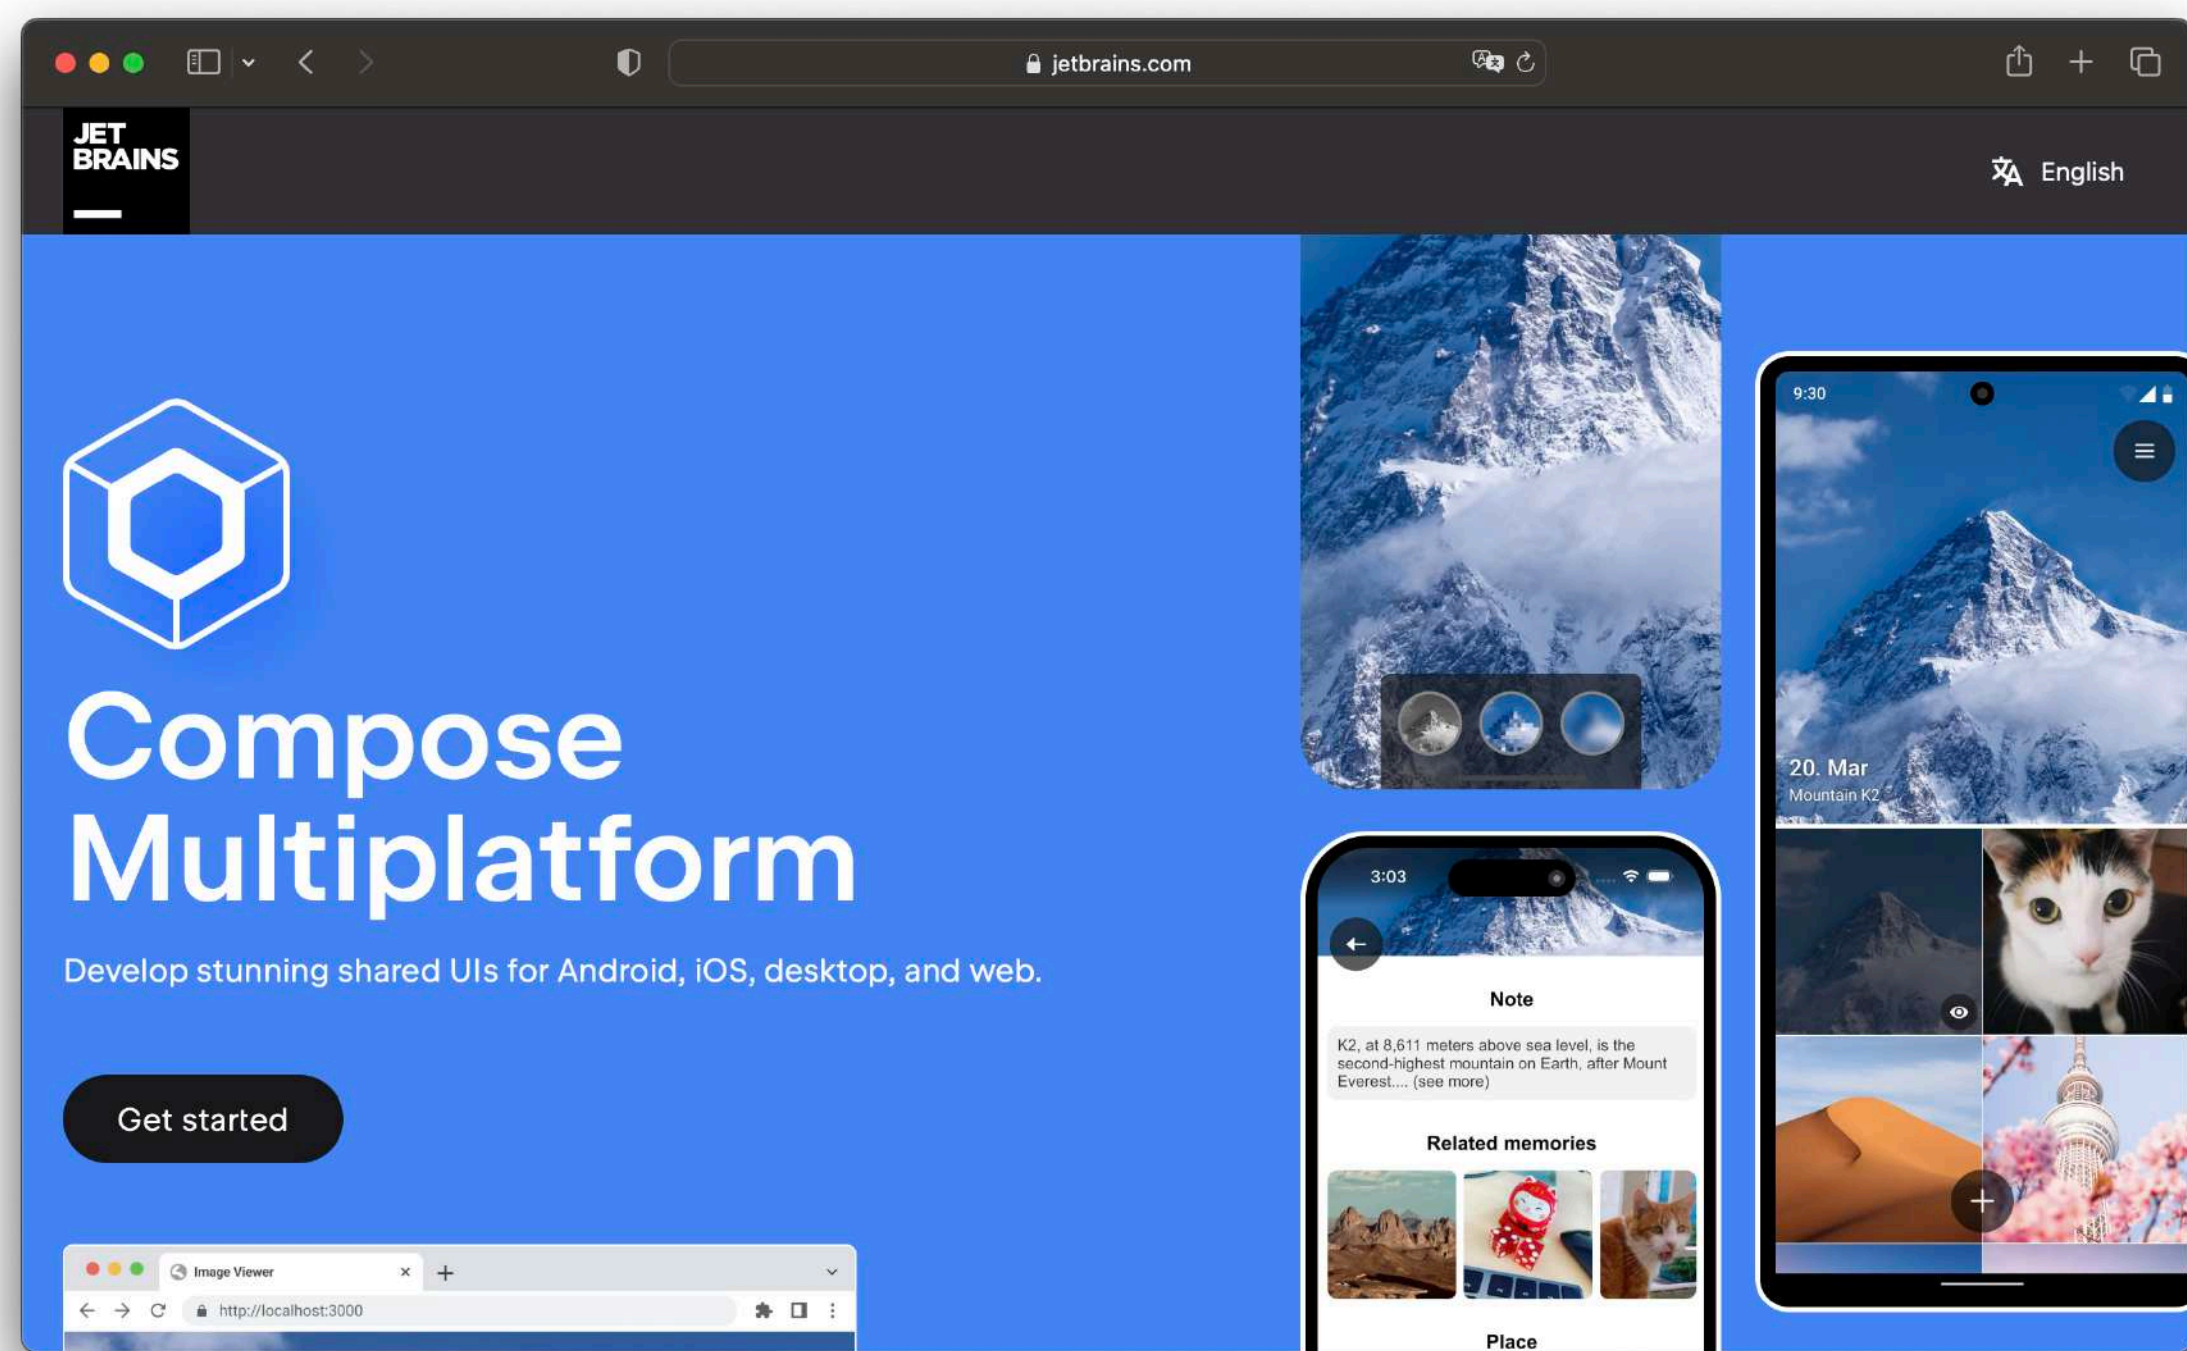 jetbrains.com
JET
BRAINS
English
Compose
Multiplatform
Develop stunning shared UIs for Android, iOS, desktop, and web.
Get started
Image Viewer
http://localhost:3000
3:03
Note
K2, at 8,611 meters above sea level, is the
second-highest mountain on Earth, after Mount
Everest.... (see more)
Related memories
Place
9:30
20. Mar
Mountain K2